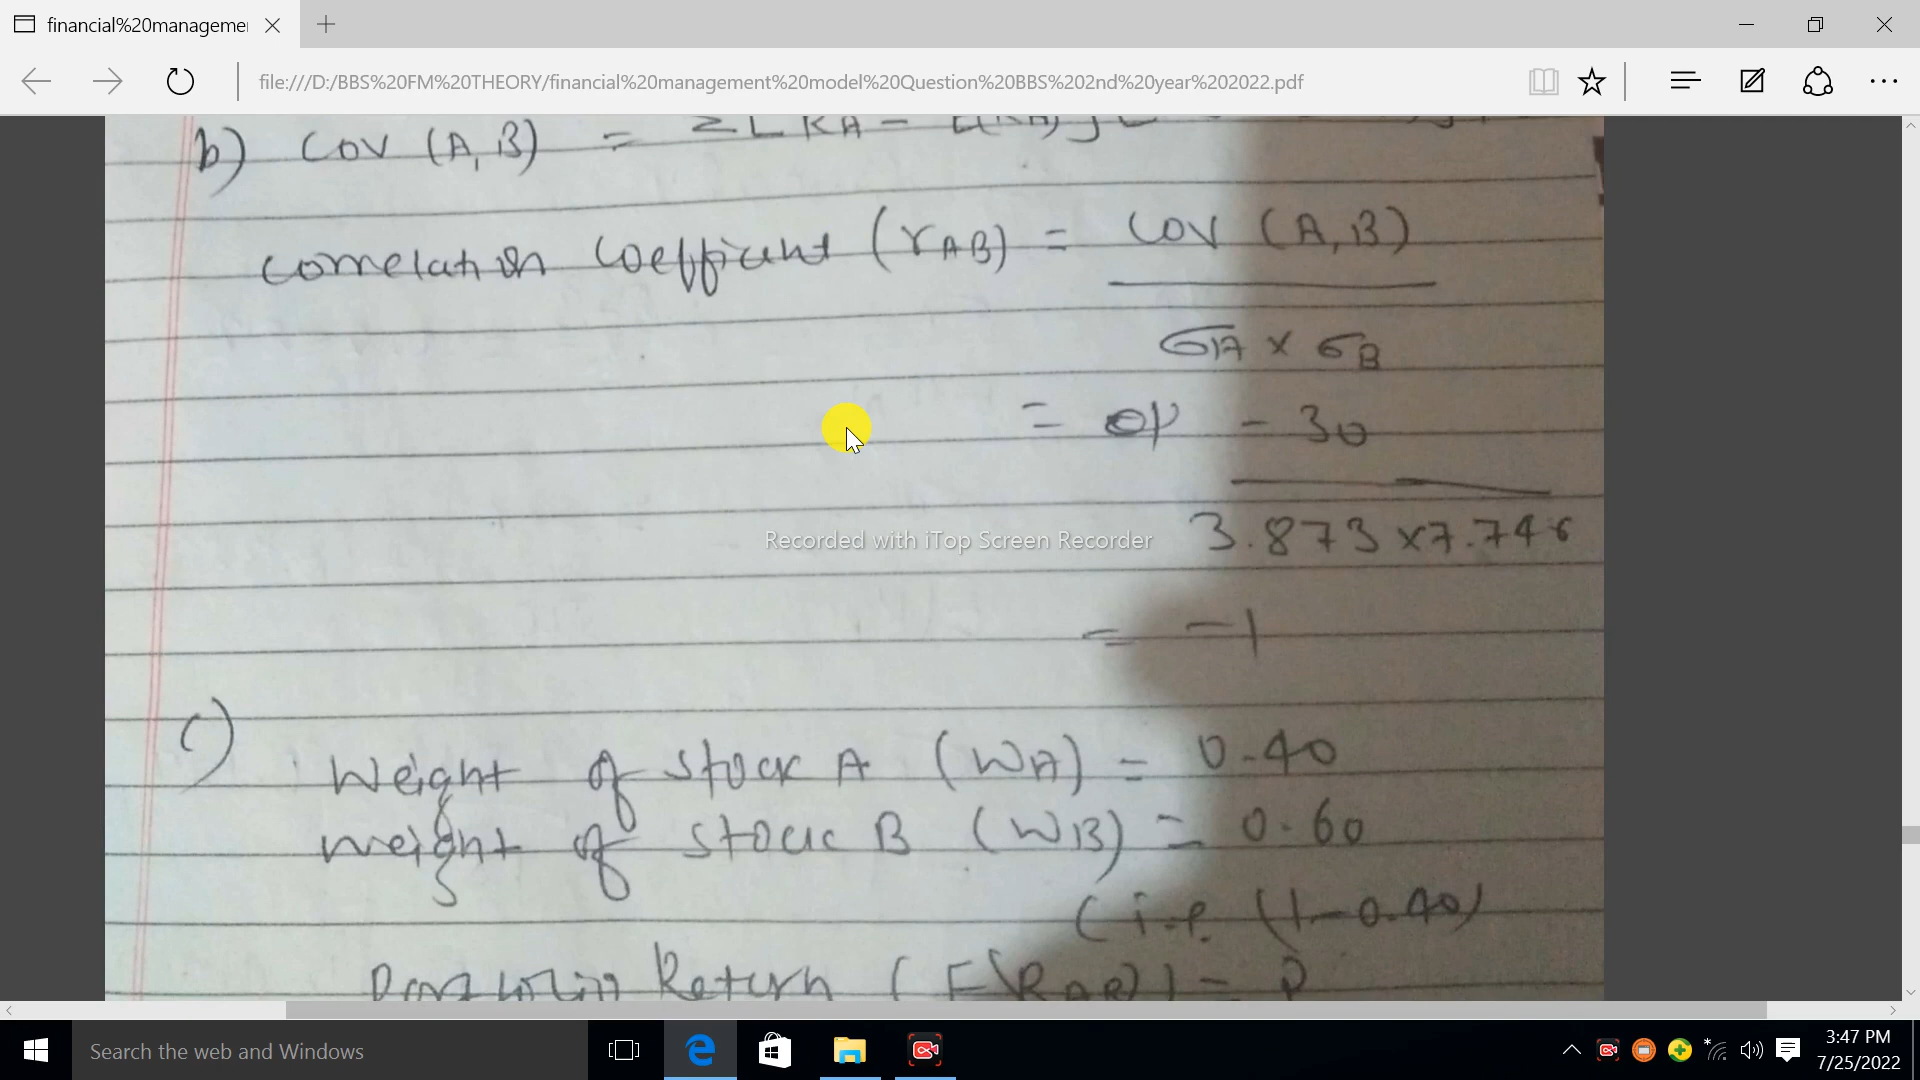 financial%20manageme
file:///D:/BBS%20FM%20THEORY/financial%20management%20model%20Question%20BBS%202nd%20year%202022.pdf
b) COV (A, B) =
Correlation Coefficient (rAB) = COV (A, B)
σA x σB
= - 30
3.873 x 7.746
= -1
Recorded with iTop Screen Recorder
c)
Weight of stock A (WA) = 0.40
weight of stock B (WB) = 0.60
(i.e. (1-0.40)
Portfolio Return
Search the web and Windows
3:47 PM
7/25/2022